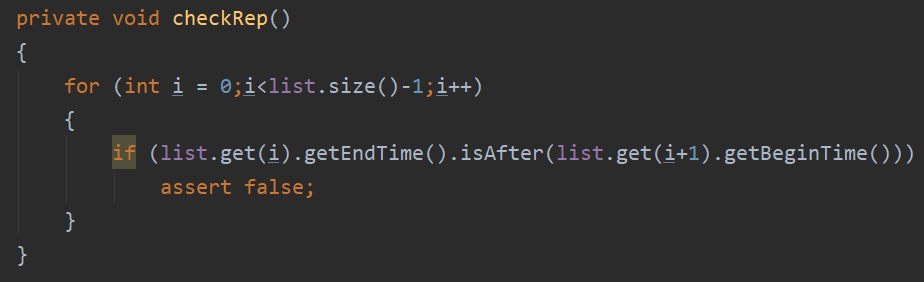 private void checkRep()
{
    for (int i = 0;i<list.size()-1;i++)
    {
        if (list.get(i).getEndTime().isAfter(list.get(i+1).getBeginTime()))
            assert false;
    }
}